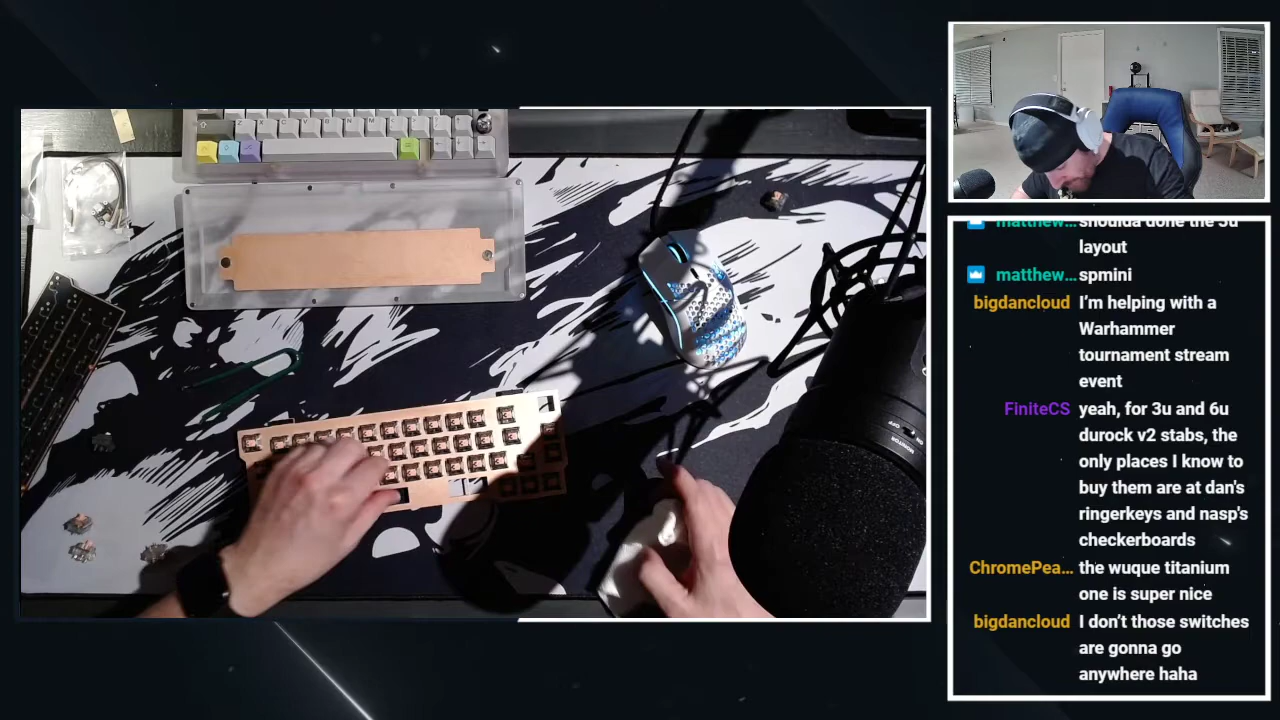 matthew... shoulda done the 3u
layout
matthew... spmini
bigdancloud I'm helping with a
Warhammer
tournament stream
event
FiniteCS yeah, for 3u and 6u
durock v2 stabs, the
only places I know to
buy them are at dan's
ringerkeys and nasp's
checkerboards
ChromePea... the wuque titanium
one is super nice
bigdancloud I don't those switches
are gonna go
anywhere haha